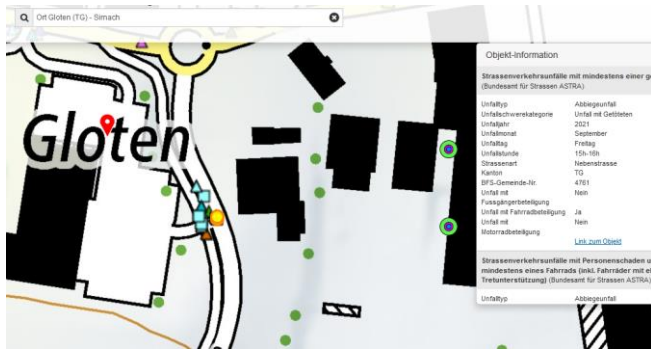 Ort Gloten (TG) - Sirnach
Gloten
Objekt-information
Strassenverkehrsunfälle mit mindestens einer ge
(Bundesamt für Strassen ASTRA)
Unfalltyp Abbiegeunfall
Unfallschwerekategorie Unfall mit Getöteten
Unfalljahr 2021
Unfallmonat September
Unfalltag Freitag
Unfallstunde 15h-16h
Strassenart Nebenstrasse
Kanton TG
BFS-Gemeinde-Nr. 4761
Unfall mit Nein
Fussgängerbeteiligung
Unfall mit Fahrradbeteiligung Ja
Unfall mit Nein
Motorradbeteiligung
Link zum Objekt
Strassenverkehrsunfälle mit Personenschaden u
mindestens eines Fahrrads (inkl. Fahrräder mit el
Tretunterstützung) (Bundesamt für Strassen ASTRA)
Unfalltyp Abbiegeunfall